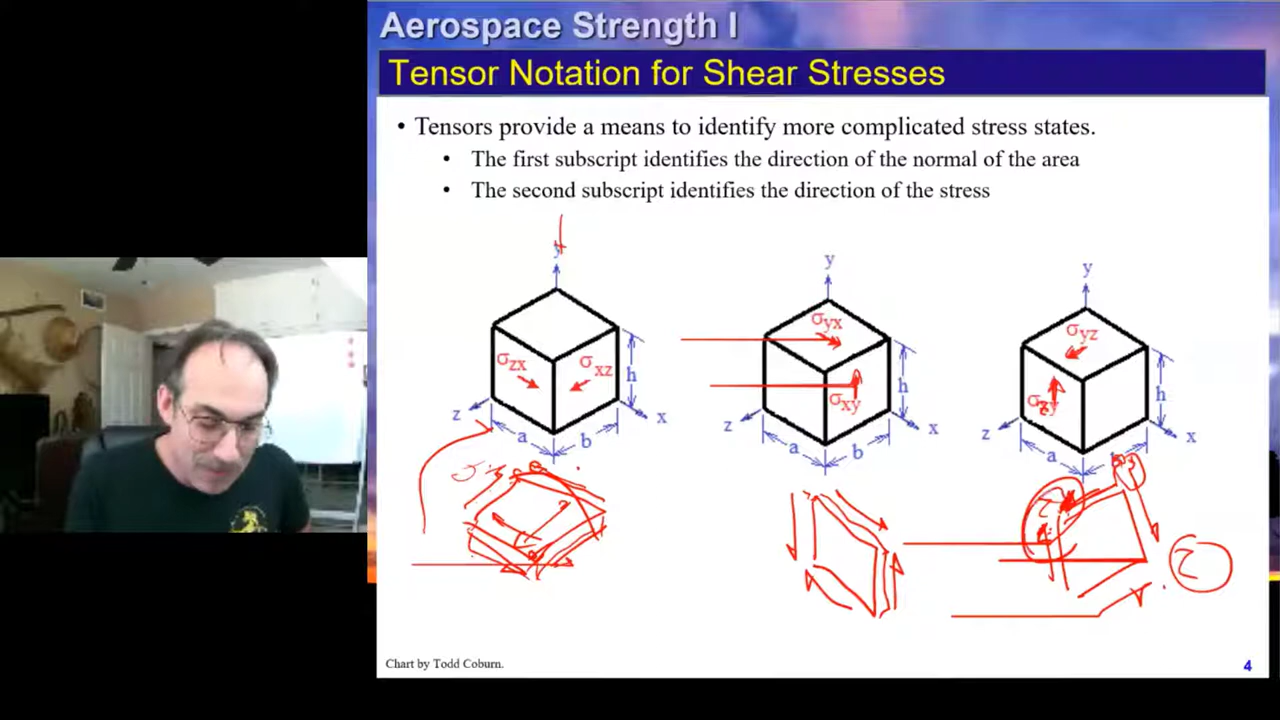 Aerospace Strength I
Tensor Notation for Shear Stresses
• Tensors provide a means to identify more complicated stress states.
• The first subscript identifies the direction of the normal of the area
• The second subscript identifies the direction of the stress
y
σzx
σxz
h
z
x
a
b
y
σyx
σxy
h
z
x
a
b
y
σyz
σzy
h
z
x
a
Chart by Todd Coburn.
4